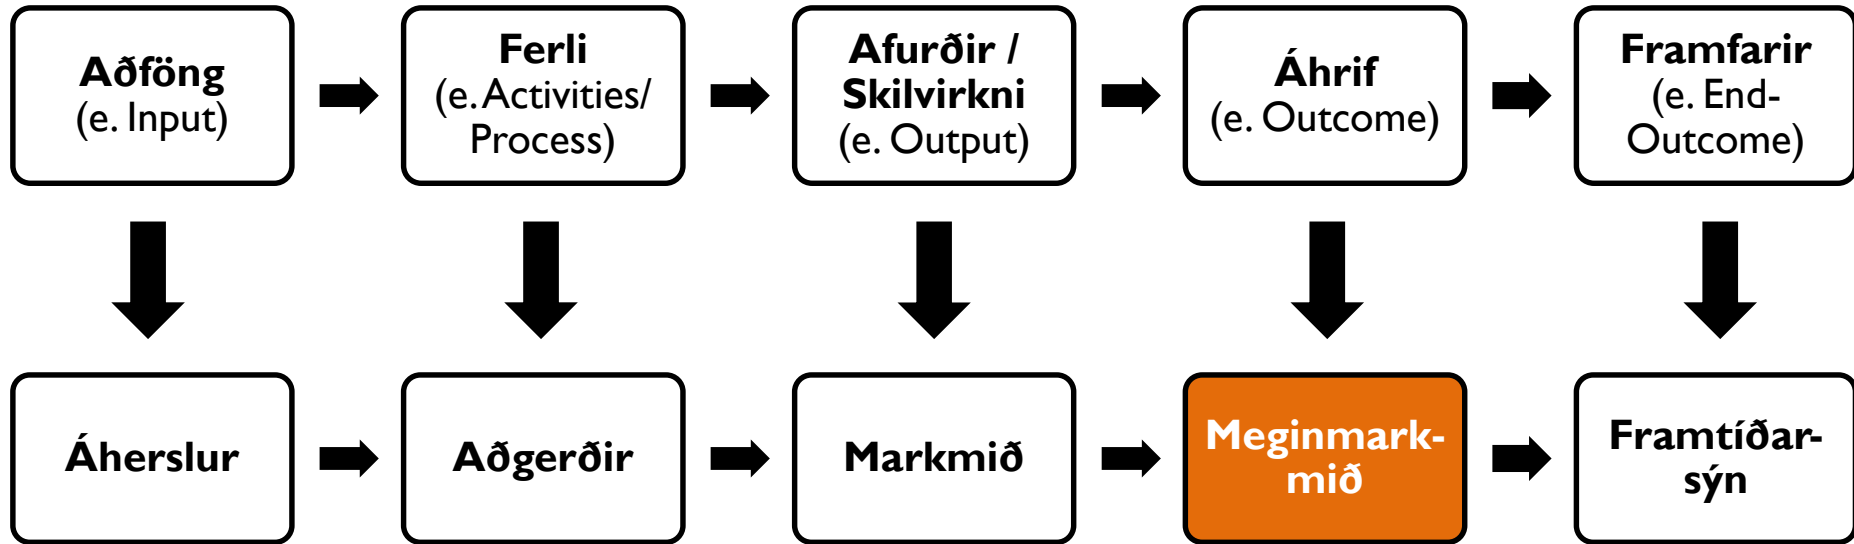 Aðföng
(e. Input)
Ferli
(e. Activities/
Process)
Afurðir /
Skilvirkni
(e. Output)
Áhrif
(e. Outcome)
Framfarir
(e. End-
Outcome)
Áherslur
Aðgerðir
Markmið
Meginmark-
mið
Framtíðar-
sýn